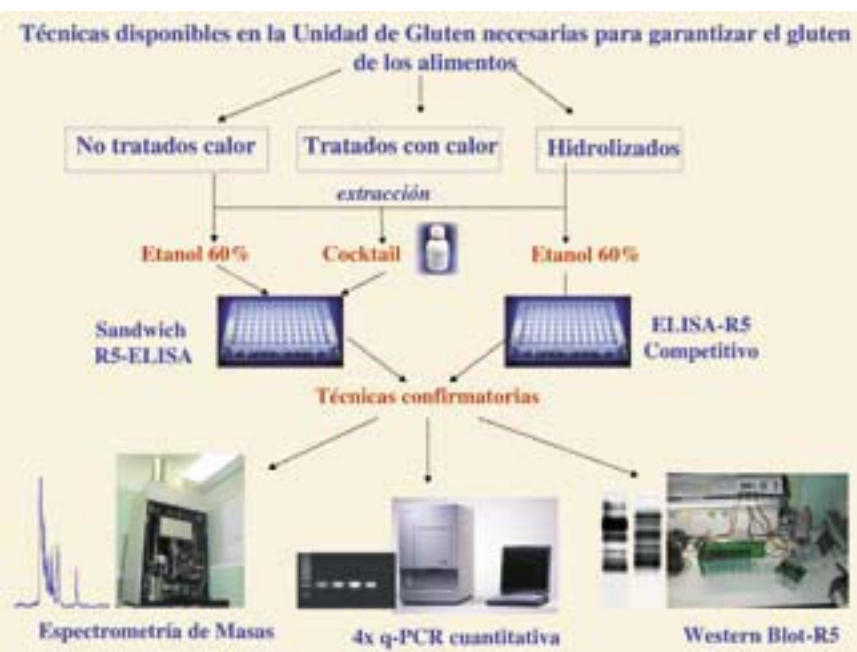 Técnicas disponibles en la Unidad de Gluten necesarias para garantizar el gluten
de los alimentos
No tratados calor
Tratados con calor
Hidrolizados
extracción
Etanol 60%
Cocktail
Etanol 60%
Sandwich
R5-ELISA
ELISA-R5
Competitivo
Técnicas confirmatorias
Espectrometría de Masas
4x q-PCR cuantitativa
Western Blot-R5